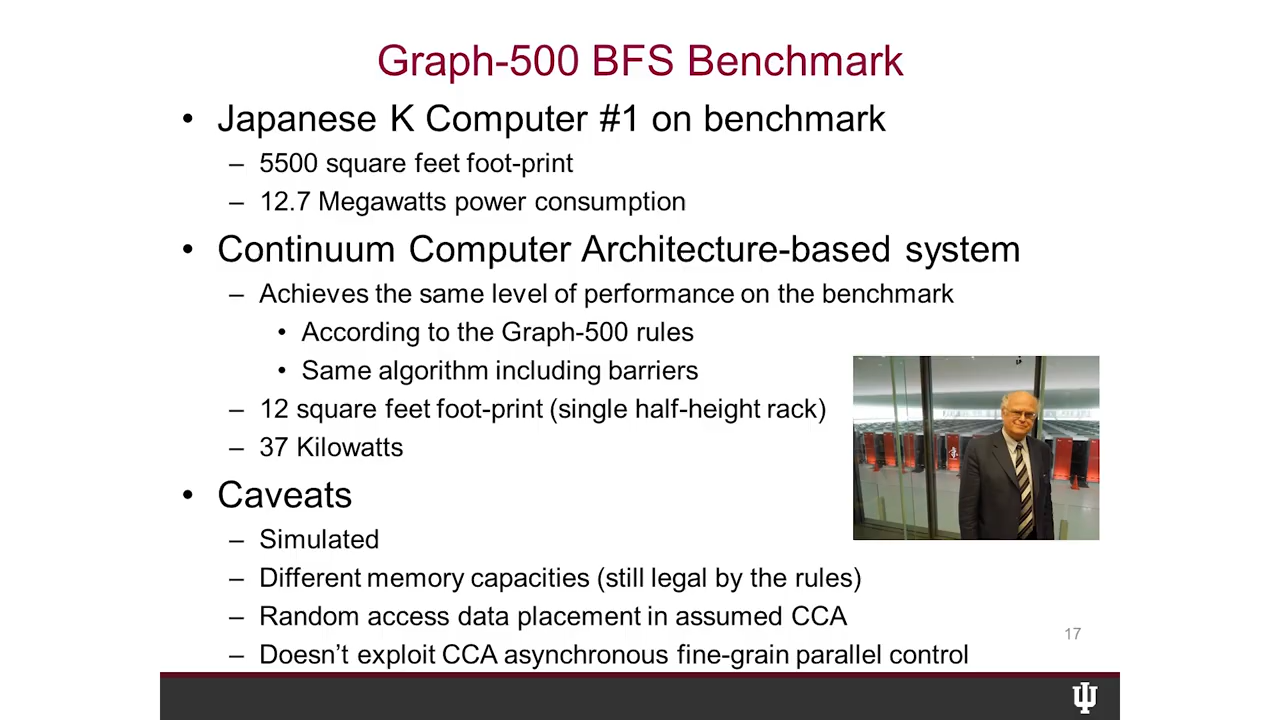 Graph-500 BFS Benchmark
• Japanese K Computer #1 on benchmark
– 5500 square feet foot-print
– 12.7 Megawatts power consumption
• Continuum Computer Architecture-based system
– Achieves the same level of performance on the benchmark
• According to the Graph-500 rules
• Same algorithm including barriers
– 12 square feet foot-print (single half-height rack)
– 37 Kilowatts
• Caveats
– Simulated
– Different memory capacities (still legal by the rules)
– Random access data placement in assumed CCA
– Doesn’t exploit CCA asynchronous fine-grain parallel control
17